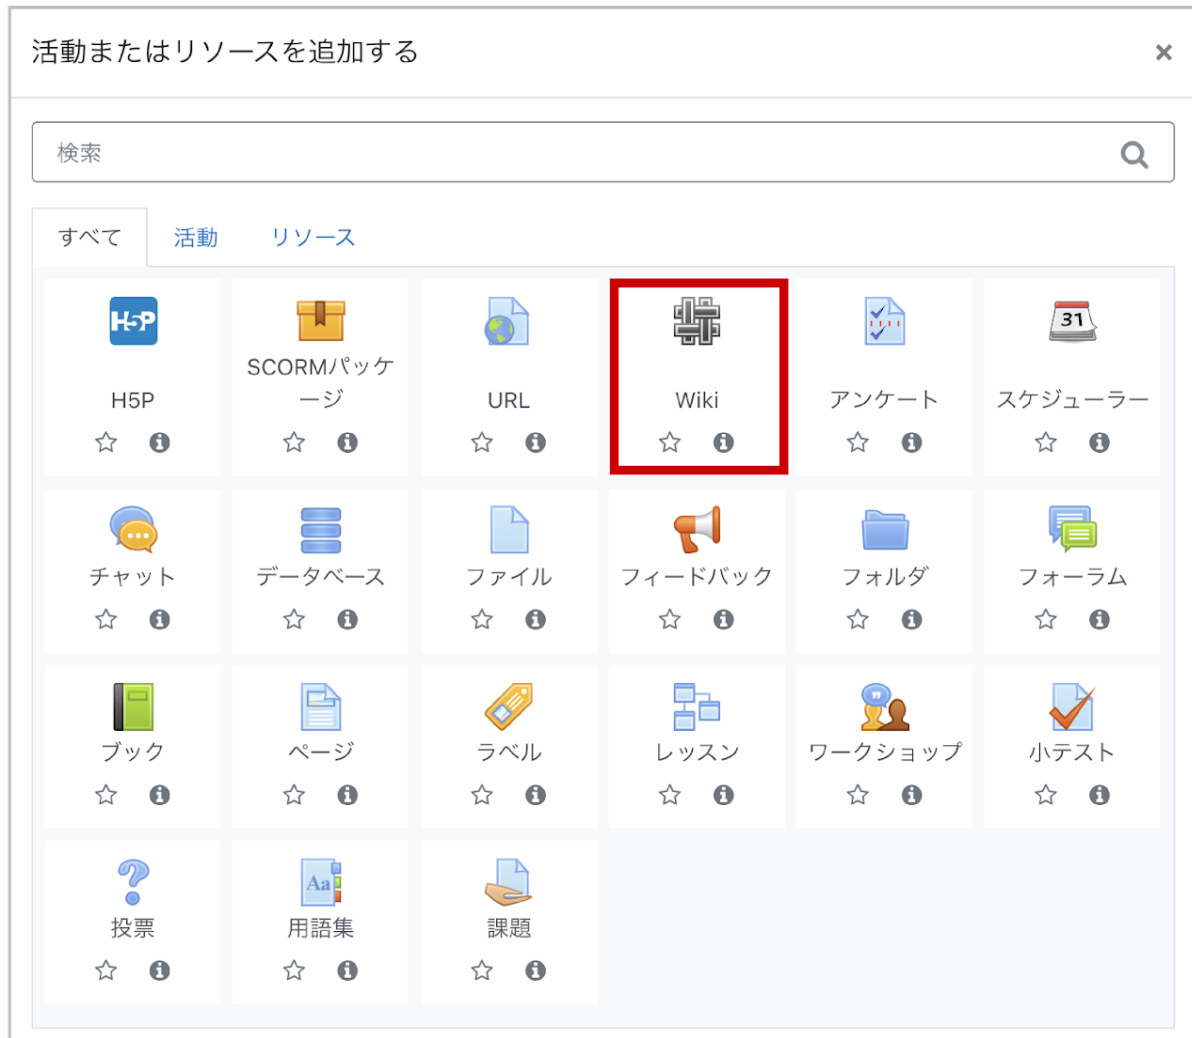 活動またはリソースを追加する
×
検索
すべて 活動 リソース
H5P
H5P
SCORMパッケ
ージ
URL
Wiki
31
アンケート
スケジューラー
チャット
データベース
ファイル
フィードバック
フォルダ
フォーラム
ブック
ページ
ラベル
レッスン
ワークショップ
小テスト
投票
Aa
用語集
課題